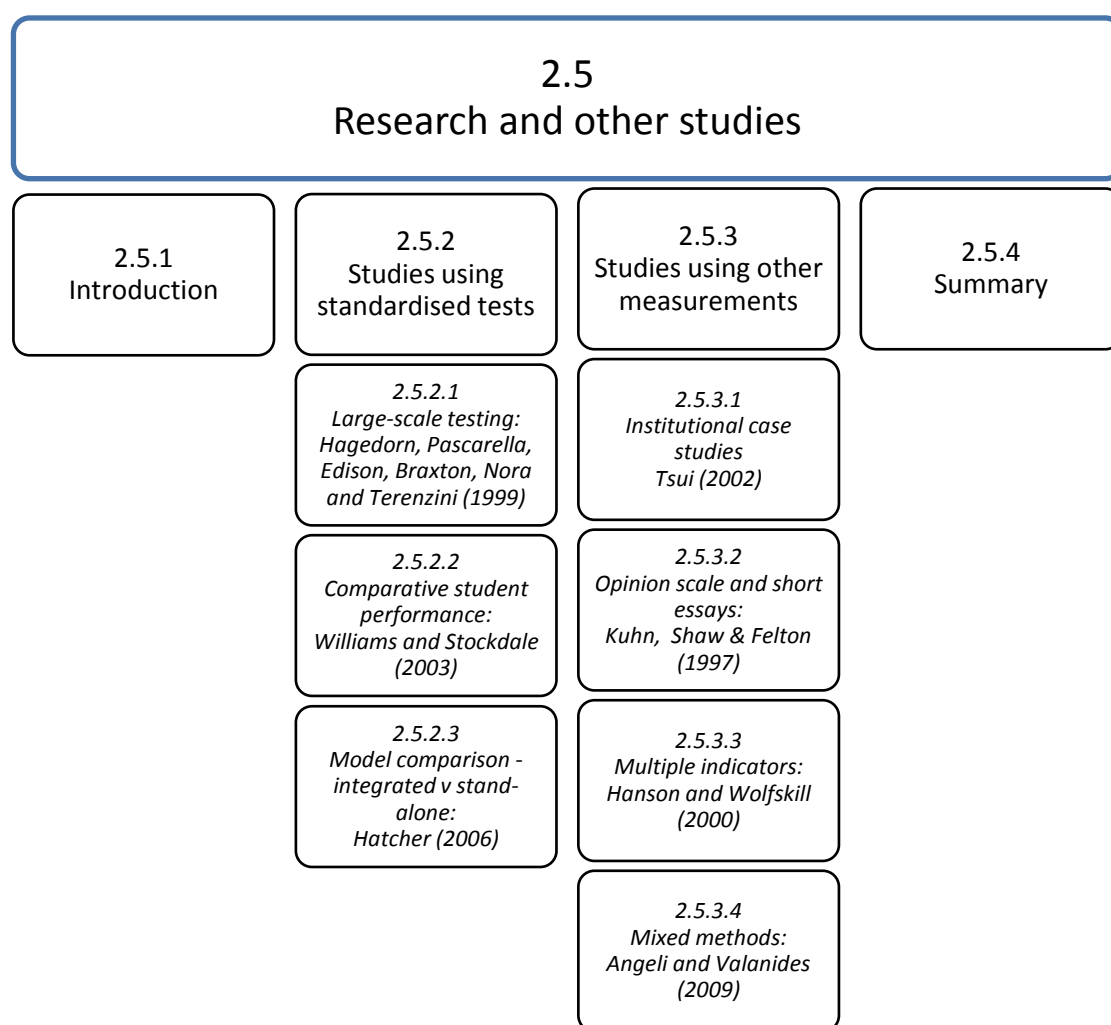 2.5
Research and other studies
2.5.1
Introduction
2.5.2
Studies using
standardised tests
2.5.2.1
Large-scale testing:
Hagedorn, Pascarella,
Edison, Braxton, Nora
and Terenzini (1999)
2.5.2.2
Comparative student
performance:
Williams and Stockdale
(2003)
2.5.2.3
Model comparison -
integrated v stand-
alone:
Hatcher (2006)
2.5.3
Studies using other
measurements
2.5.3.1
Institutional case
studies
Tsui (2002)
2.5.3.2
Opinion scale and short
essays:
Kuhn, Shaw & Felton
(1997)
2.5.3.3
Multiple indicators:
Hanson and Wolfskill
(2000)
2.5.3.4
Mixed methods:
Angeli and Valanides
(2009)
2.5.4
Summary